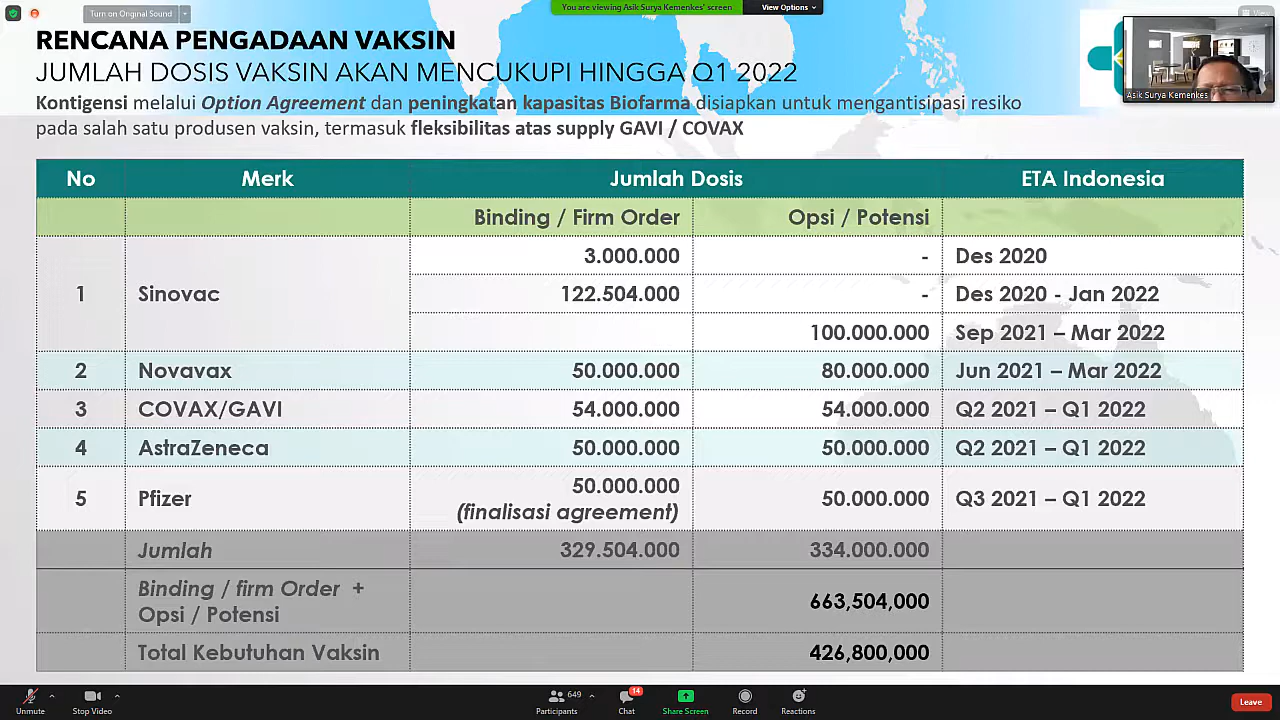 Turn on Original Sound
You are viewing Asik Surya Kemenkes' screen
View Options
View
RENCANA PENGADAAN VAKSIN
JUMLAH DOSIS VAKSIN AKAN MENCUKUPI HINGGA Q1 2022
Kontigensi melalui Option Agreement dan peningkatan kapasitas Biofarma disiapkan untuk mengantisipasi resiko
pada salah satu produsen vaksin, termasuk fleksibilitas atas supply GAVI / COVAX
Asik Surya Kemenkes
No Merk Jumlah Dosis ETA Indonesia
Binding / Firm Order Opsi / Potensi
3.000.000 - Des 2020
1 Sinovac 122.504.000 - Des 2020 - Jan 2022
100.000.000 Sep 2021 – Mar 2022
2 Novavax 50.000.000 80.000.000 Jun 2021 – Mar 2022
3 COVAX/GAVI 54.000.000 54.000.000 Q2 2021 – Q1 2022
4 AstraZeneca 50.000.000 50.000.000 Q2 2021 – Q1 2022
5 Pfizer 50.000.000 50.000.000 Q3 2021 – Q1 2022
(finalisasi agreement)
Jumlah 329.504.000 334.000.000
Binding / firm Order +
Opsi / Potensi 663,504,000
Total Kebutuhan Vaksin 426,800,000
649
14
Unmute Stop Video Participants Chat Share Screen Record Reactions Leave